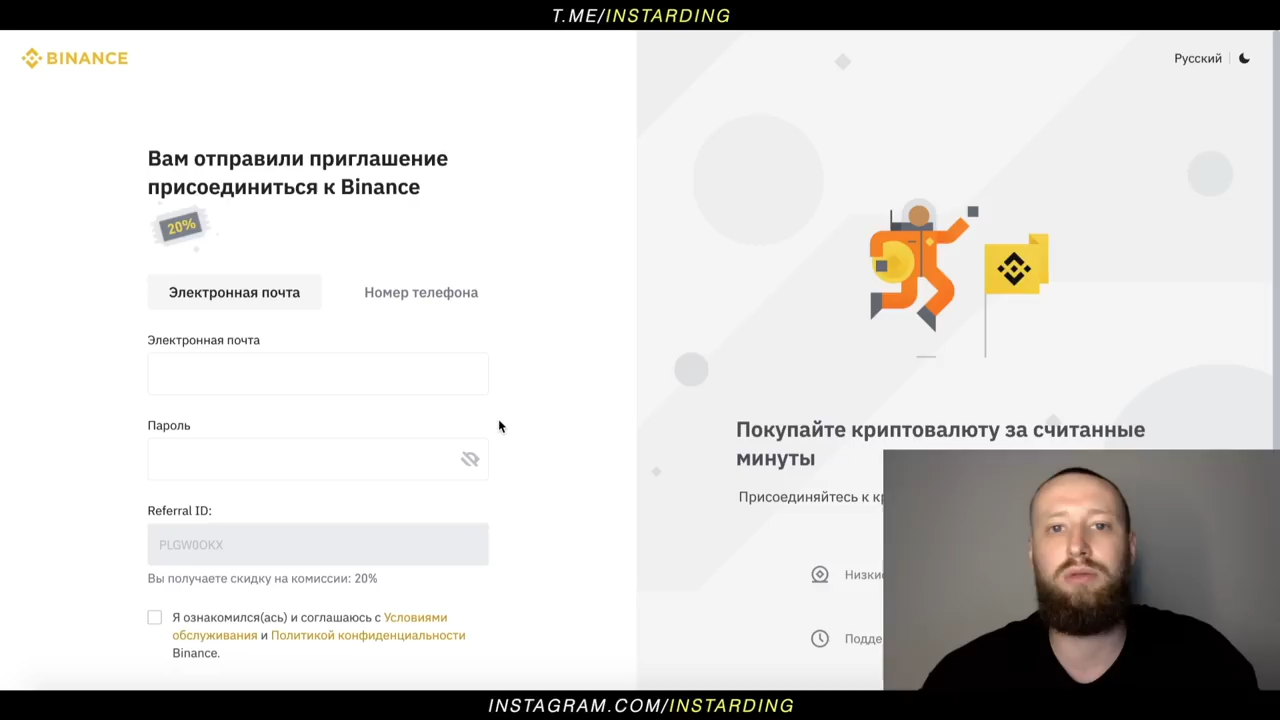 T.ME/INSTARDING
BINANCE
Русский
Вам отправили приглашение
присоединиться к Binance
20%
Электронная почта
Номер телефона
Электронная почта
Пароль
Referral ID:
PLGW0OKX
Вы получаете скидку на комиссии: 20%
Я ознакомился(ась) и соглашаюсь с Условиями
обслуживания и Политикой конфиденциальности
Binance.
Покупайте криптовалюту за считанные
минуты
Присоединяйтесь к кр
Низкие
Подде
INSTAGRAM.COM/INSTARDING